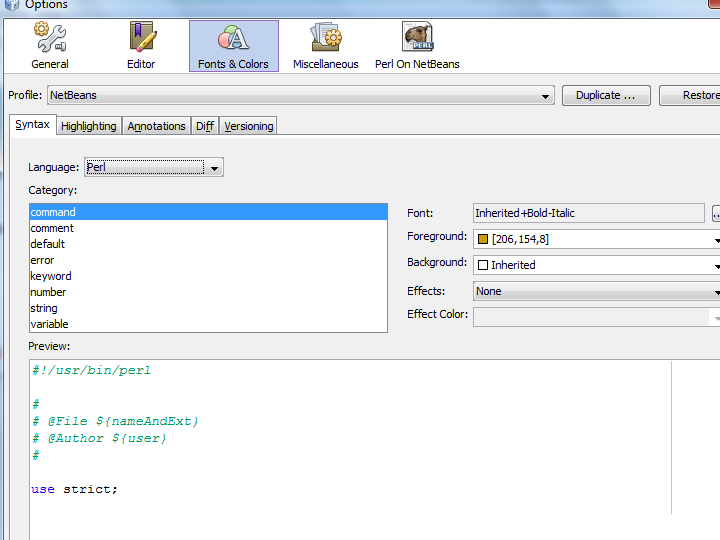 Options
General Editor Fonts & Colors Miscellaneous Perl On NetBeans
PERL
Profile: NetBeans Duplicate ... Restore
Syntax Highlighting Annotations Diff Versioning
Language: Perl
Category:
command
comment
default
error
keyword
number
string
variable
Font: Inherited+Bold-Italic ...
Foreground: [206,154,8]
Background: Inherited
Effects: None
Effect Color:
Preview:
#!/usr/bin/perl
#
# @File ${nameAndExt}
# @Author ${user}
#
use strict;